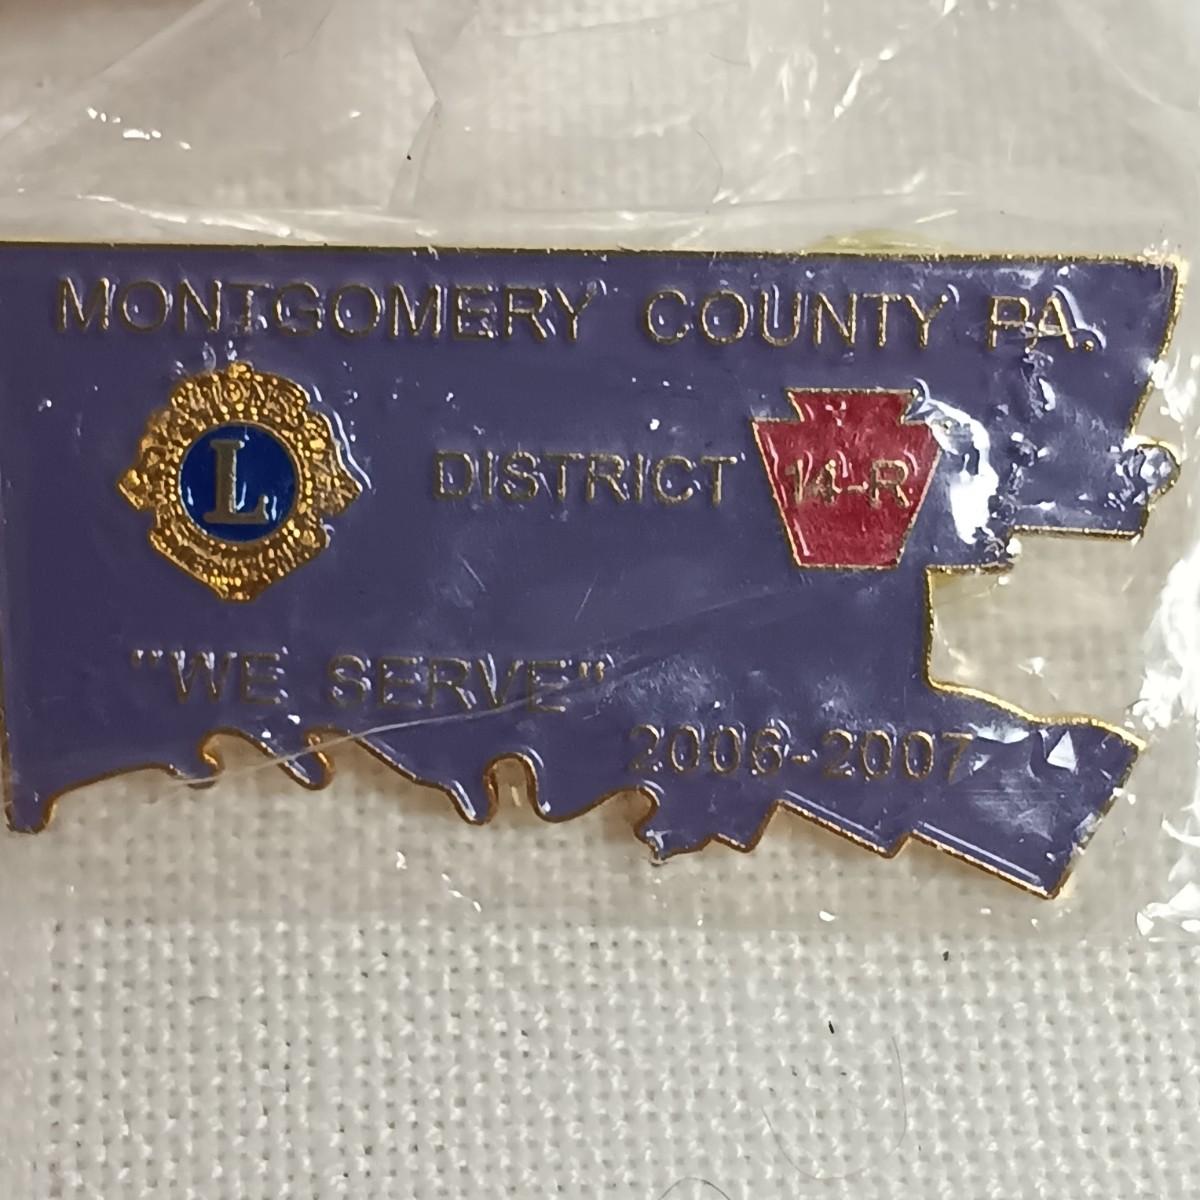 MONTGOMERY COUNTY PA.
L
DISTRICT 14-R
"WE SERVE"
2006-2007